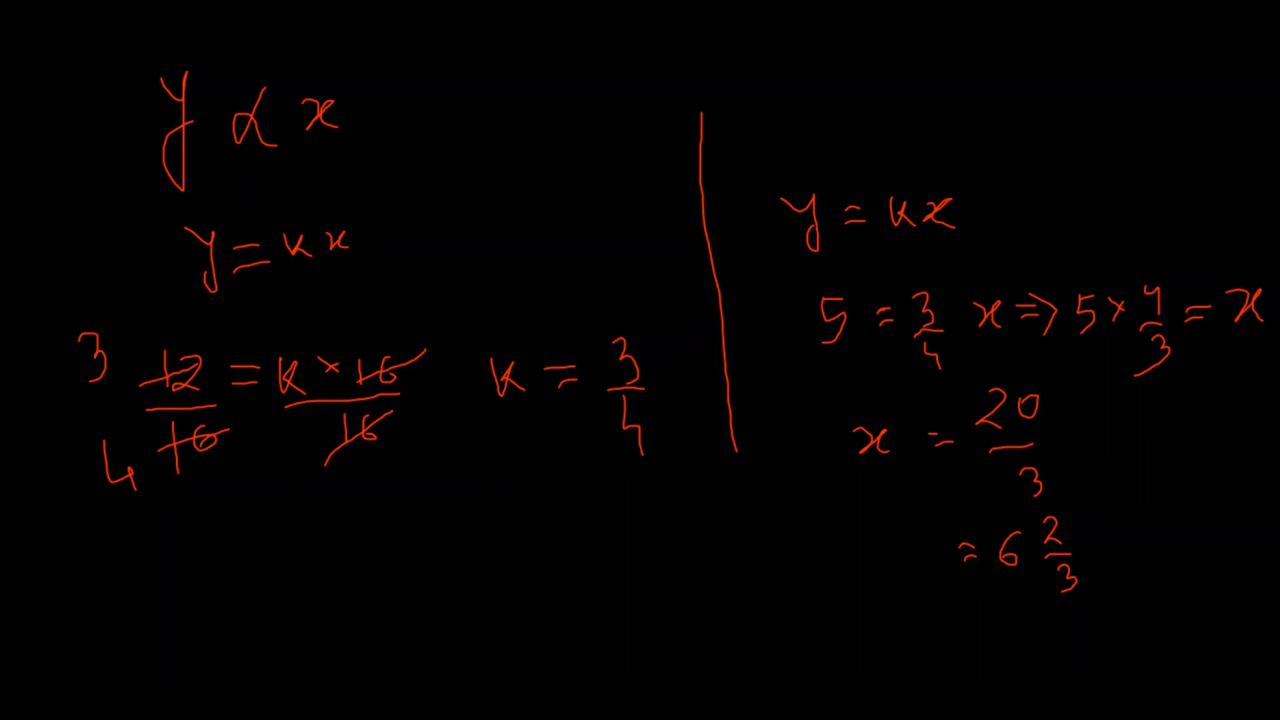 y ∝ x
y = kx
3 12/16 = k × 16/16 k = 3/4
4
y = kx
5 = 3/4 x ⇒ 5 × 4/3 = x
x = 20/3
= 6 2/3